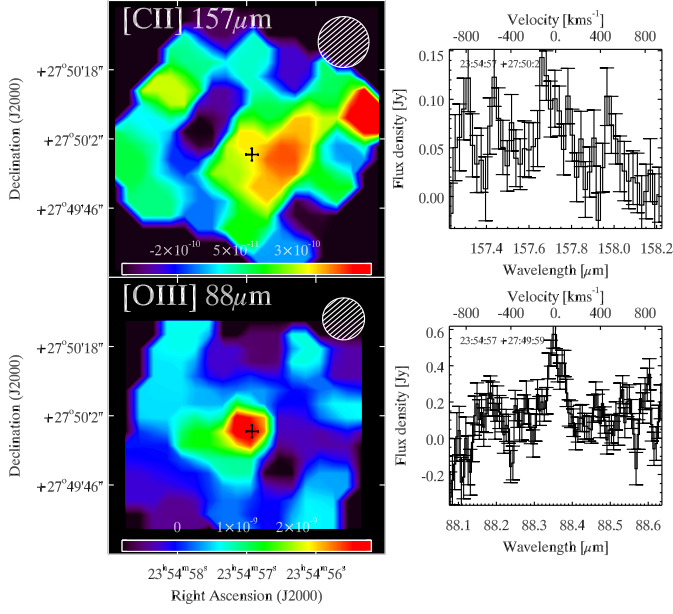 [CII] 157μm
Declination (J2000)
+27°50'18"
+27°50'2"
+27°49'46"
-2×10⁻¹⁰ 5×10⁻¹¹ 3×10⁻¹⁰
Velocity [kms⁻¹]
-800 -400 0 400 800
23:54:57 +27:50:2
Flux density [Jy]
0.15
0.10
0.05
0.00
157.4 157.6 157.8 158.0 158.2
Wavelength [μm]
[OIII] 88μm
Declination (J2000)
+27°50'18"
+27°50'2"
+27°49'46"
0 1×10⁻⁹ 2×10⁻⁹
23ʰ54ᵐ58ˢ 23ʰ54ᵐ57ˢ 23ʰ54ᵐ56ˢ
Right Ascension (J2000)
Velocity [kms⁻¹]
-800 -400 0 400 800
23:54:57 +27:49:59
Flux density [Jy]
0.6
0.4
0.2
0.0
-0.2
88.1 88.2 88.3 88.4 88.5 88.6
Wavelength [μm]